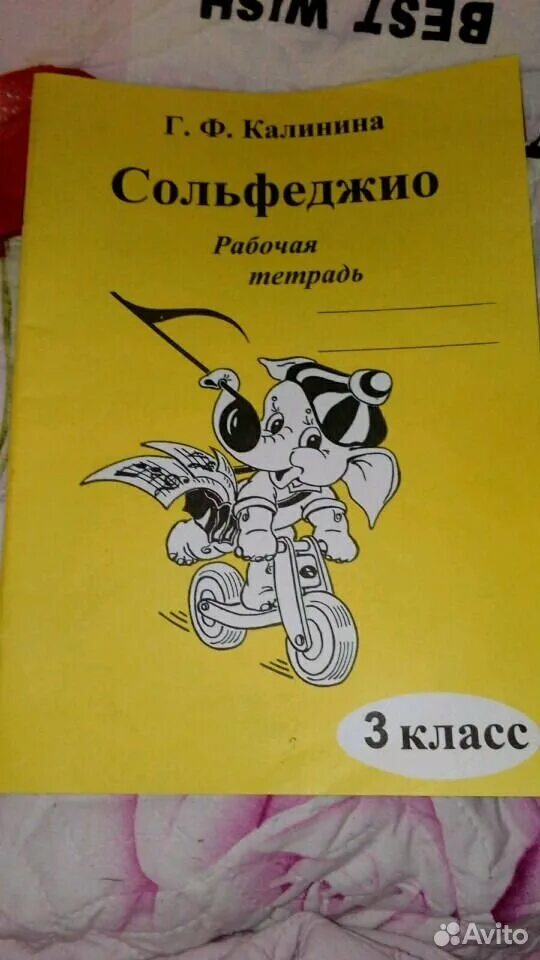 BEST WISH
Г. Ф. Калинина
Сольфеджио
Рабочая
тетрадь
3 класс
Avito